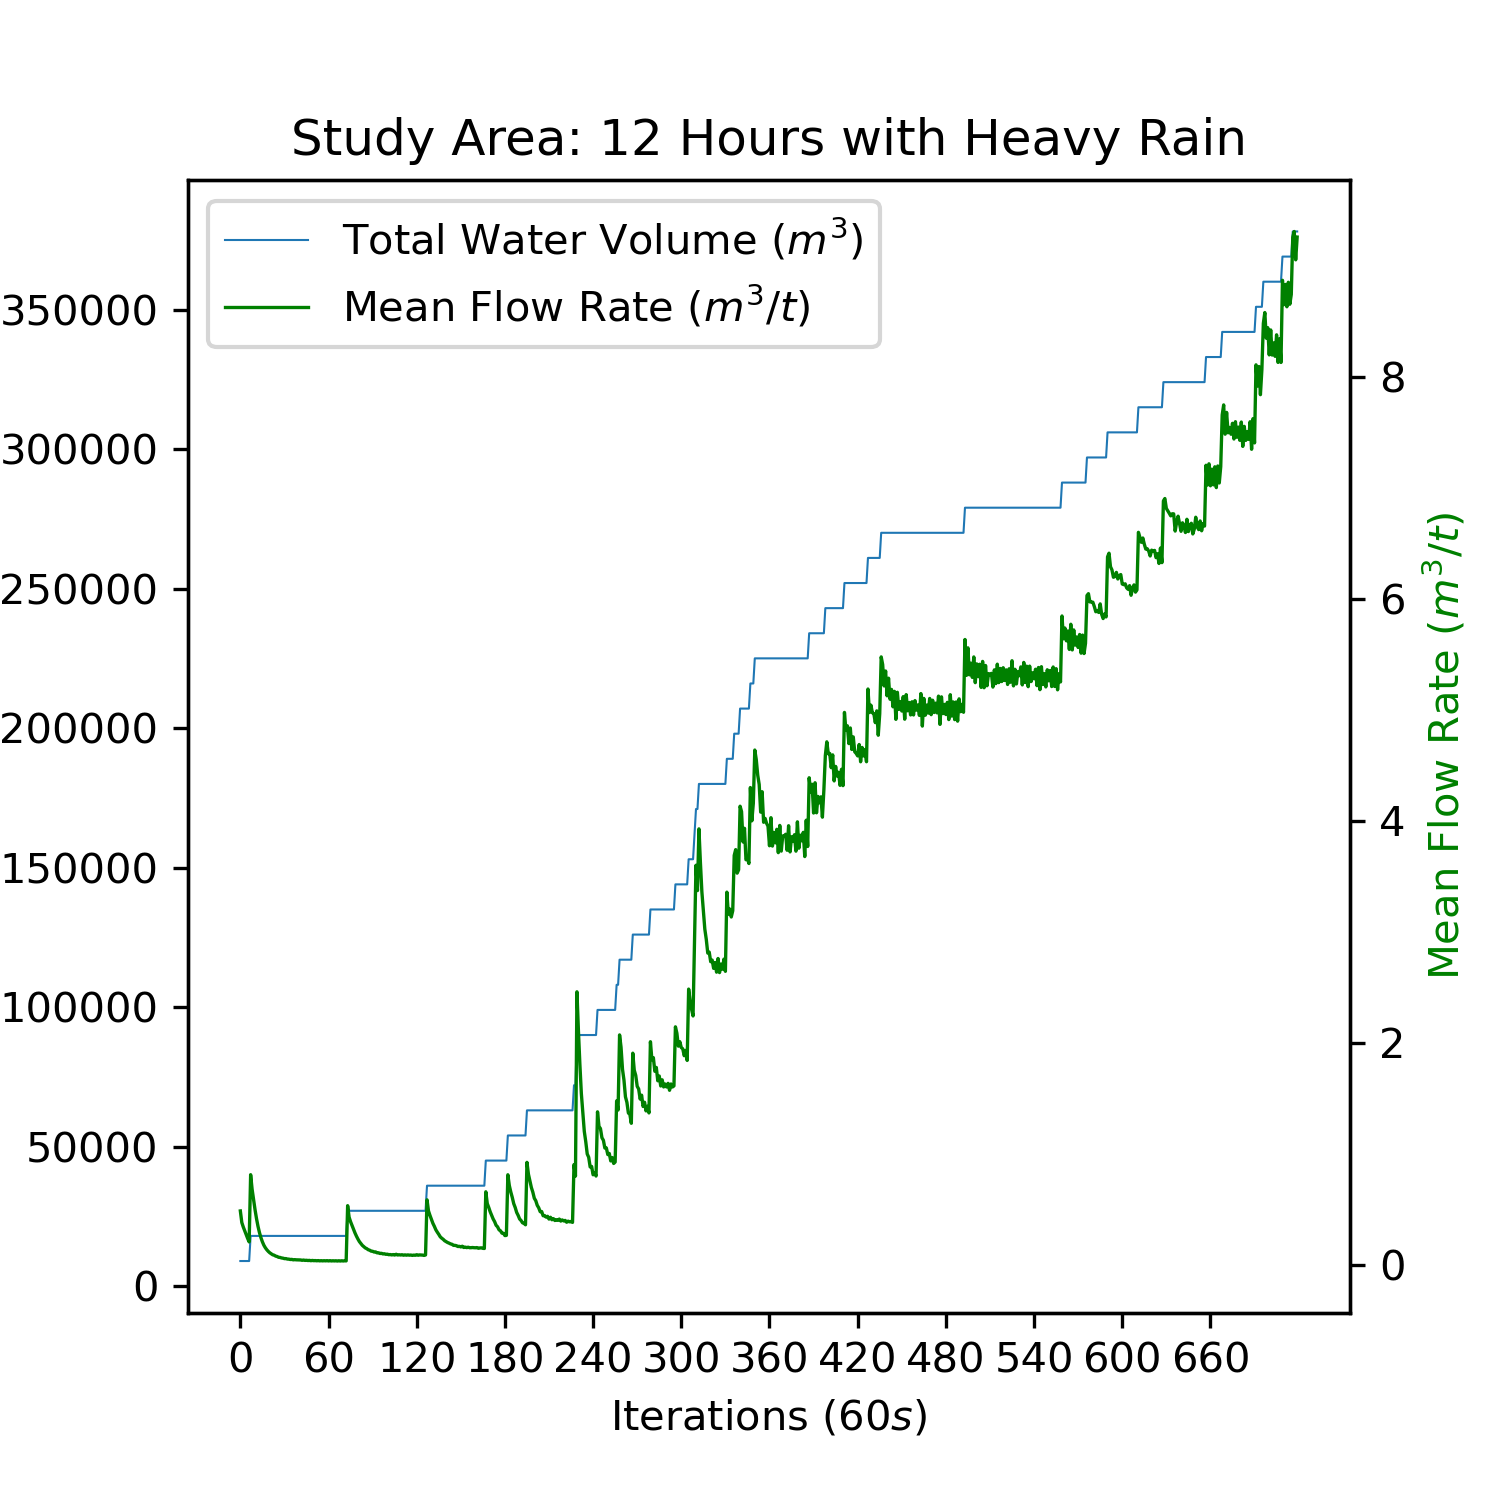 Study Area: 12 Hours with Heavy Rain
Total Water Volume (m³)
Mean Flow Rate (m³/t)
350000
300000
250000
200000
150000
100000
50000
0
8
6
4
2
0
Mean Flow Rate (m³/t)
0 60 120 180 240 300 360 420 480 540 600 660
Iterations (60s)